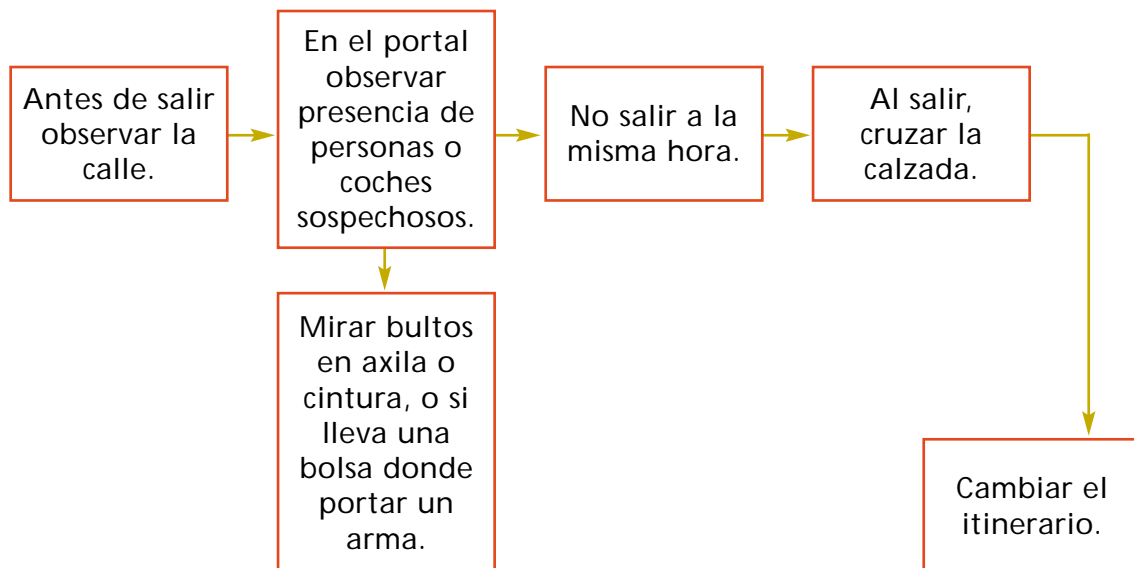 Antes de salir
observar la
calle.
En el portal
observar
presencia de
personas o
coches
sospechosos.
No salir a la
misma hora.
Al salir,
cruzar la
calzada.
Mirar bultos
en axila o
cintura, o si
lleva una
bolsa donde
portar un
arma.
Cambiar el
itinerario.